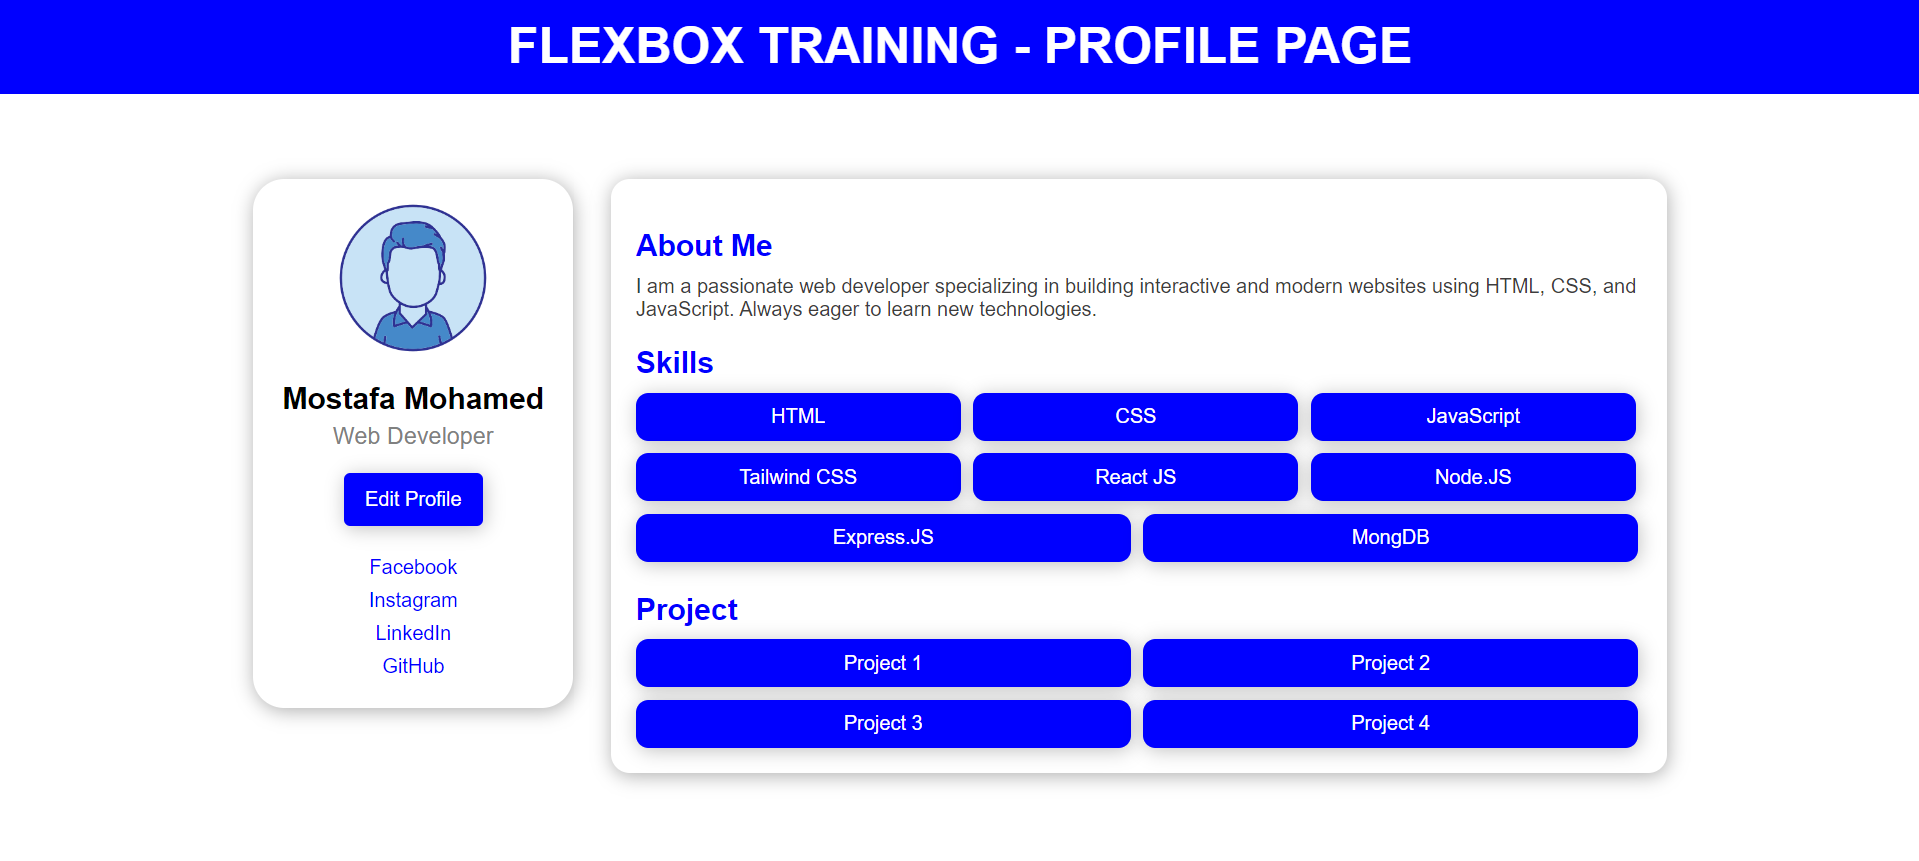 FLEXBOX TRAINING - PROFILE PAGE
Mostafa Mohamed
Web Developer
Edit Profile
Facebook
Instagram
LinkedIn
GitHub
About Me
I am a passionate web developer specializing in building interactive and modern websites using HTML, CSS, and
JavaScript. Always eager to learn new technologies.
Skills
HTML
CSS
JavaScript
Tailwind CSS
React JS
Node.JS
Express.JS
MongDB
Project
Project 1
Project 2
Project 3
Project 4